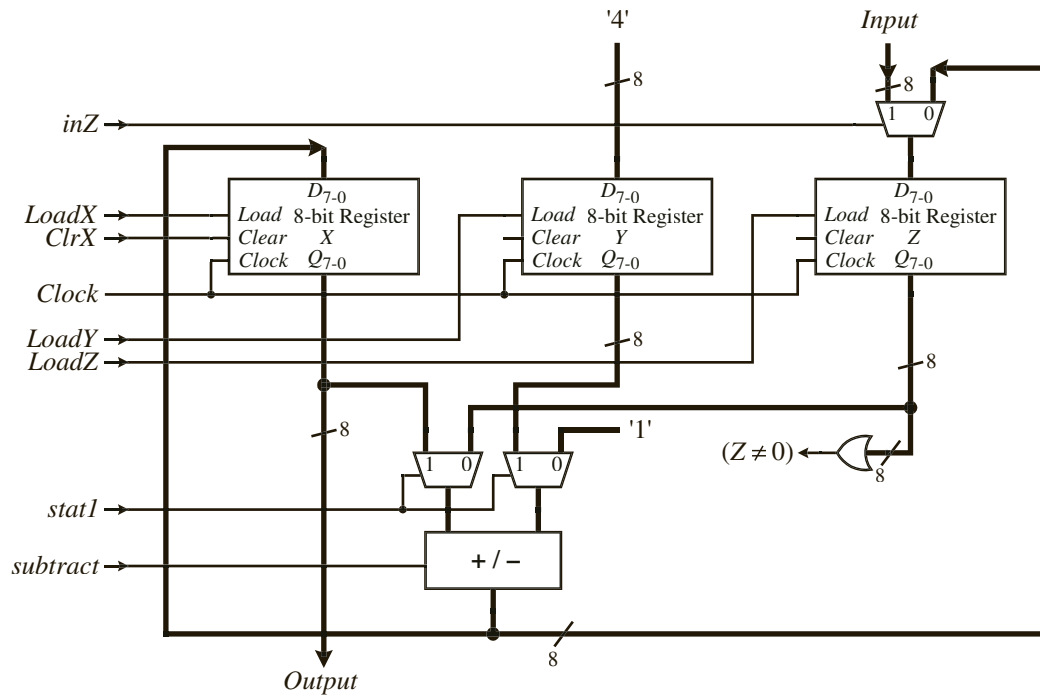 '4'
Input
8
8
inZ
1 0
D7-0
Load 8-bit Register
Clear X
Clock Q7-0
D7-0
Load 8-bit Register
Clear Y
Clock Q7-0
D7-0
Load 8-bit Register
Clear Z
Clock Q7-0
LoadX
ClrX
Clock
LoadY
LoadZ
8
8
8
1 0
1 0
'1'
(Z ≠ 0)
8
stat1
subtract
+ / −
8
Output